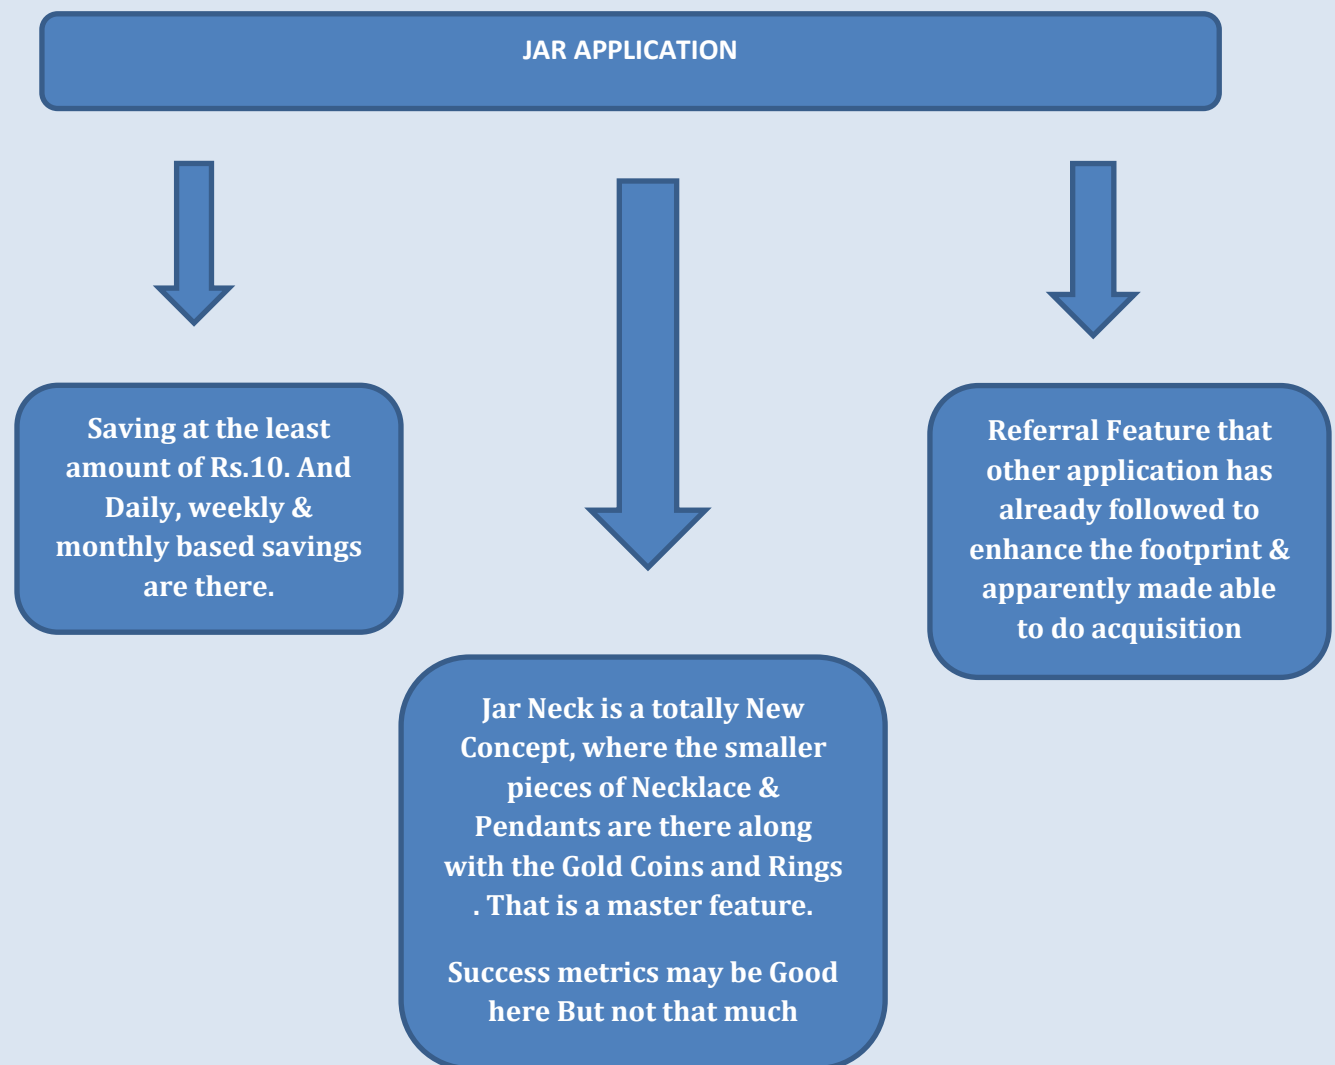 JAR APPLICATION
Saving at the least
amount of Rs.10. And
Daily, weekly &
monthly based savings
are there.
Jar Neck is a totally New
Concept, where the smaller
pieces of Necklace &
Pendants are there along
with the Gold Coins and Rings
. That is a master feature.
Success metrics may be Good
here But not that much
Referral Feature that
other application has
already followed to
enhance the footprint &
apparently made able
to do acquisition